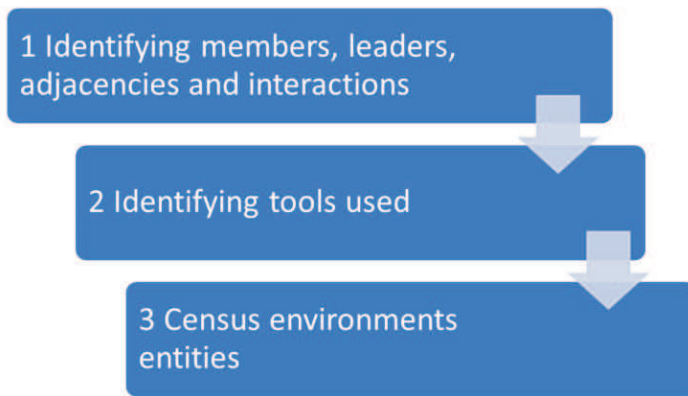 1 Identifying members, leaders,
adjacencies and interactions
2 Identifying tools used
3 Census environments
entities